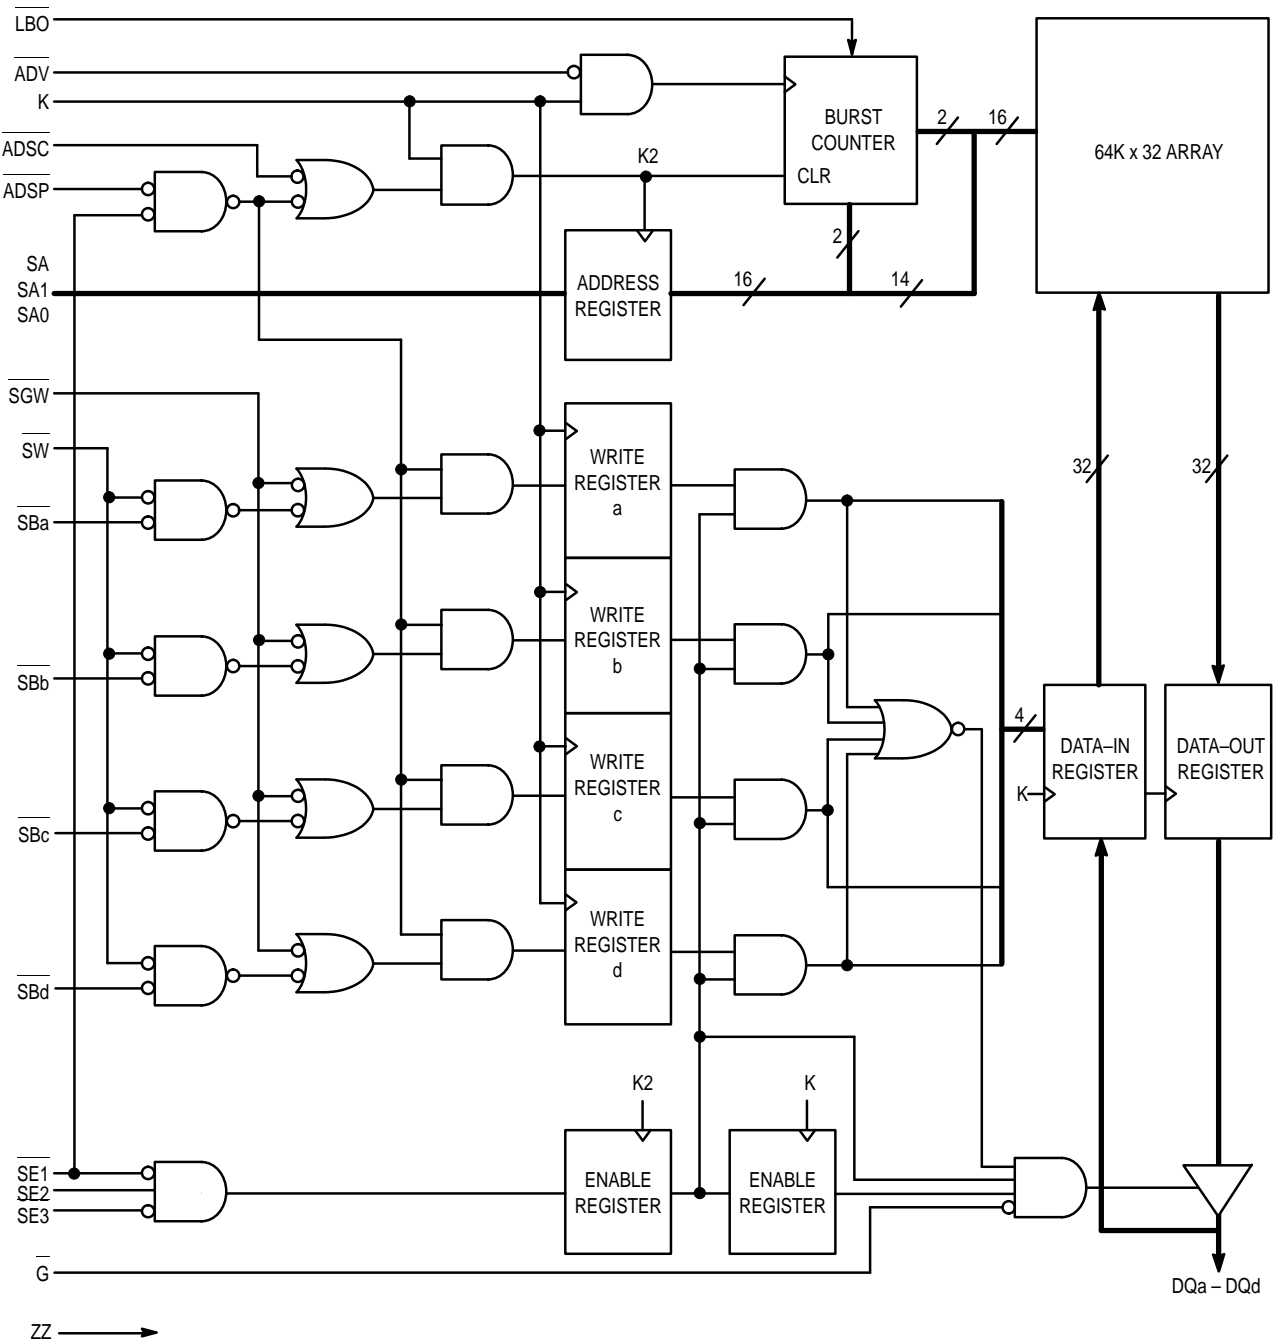 LBO
ADV
K
ADSC
ADSP
K2
BURST
COUNTER
CLR
2
16
64K x 32 ARRAY
2
SA
SA1
SA0
ADDRESS
REGISTER
16
14
SGW
SW
SBa
WRITE
REGISTER
a
32
32
SBb
WRITE
REGISTER
b
4
DATA–IN
REGISTER
K
DATA–OUT
REGISTER
SBc
WRITE
REGISTER
c
SBd
WRITE
REGISTER
d
K2
K
SE1
SE2
SE3
ENABLE
REGISTER
ENABLE
REGISTER
G
DQa – DQd
ZZ